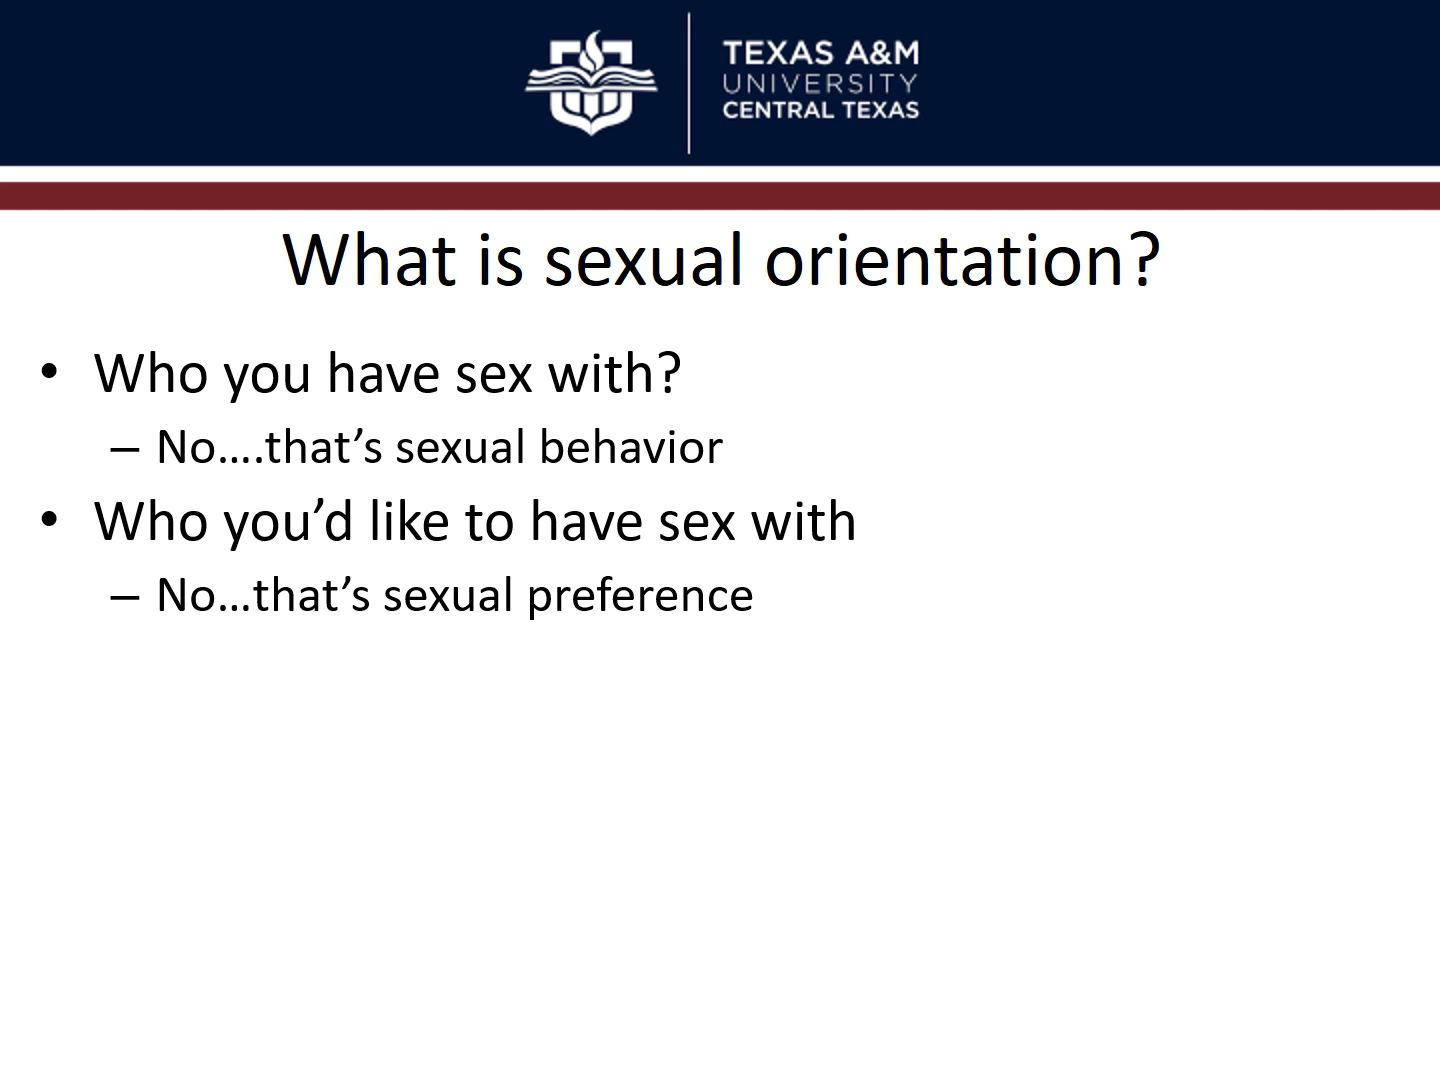 TEXAS A&M
UNIVERSITY
CENTRAL TEXAS
What is sexual orientation?
• Who you have sex with?
– No….that’s sexual behavior
• Who you’d like to have sex with
– No…that’s sexual preference